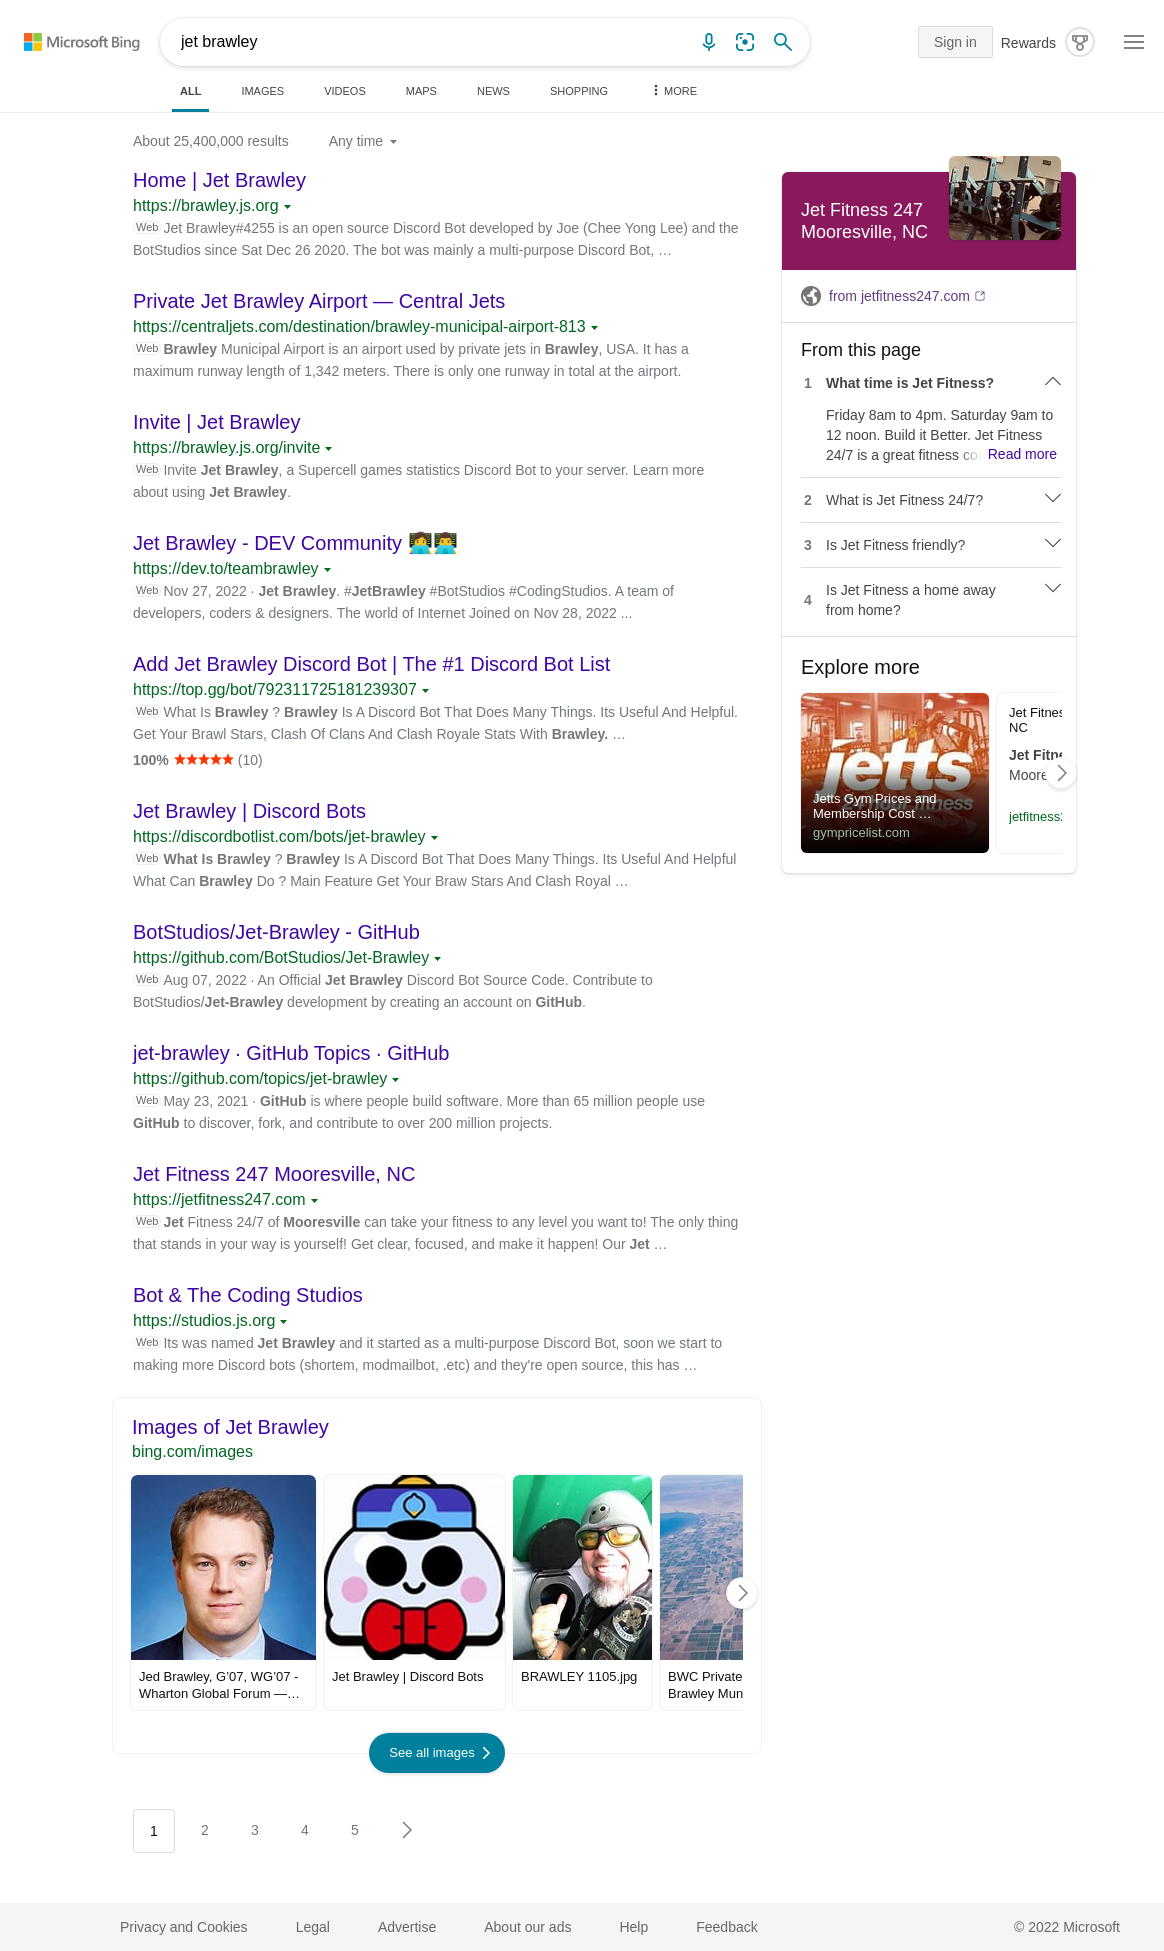 Microsoft Bing
jet brawley
Sign in
Rewards
ALL
IMAGES
VIDEOS
MAPS
NEWS
SHOPPING
MORE
About 25,400,000 results
Any time
Home | Jet Brawley
https://brawley.js.org
Web Jet Brawley#4255 is an open source Discord Bot developed by Joe (Chee Yong Lee) and the
BotStudios since Sat Dec 26 2020. The bot was mainly a multi-purpose Discord Bot, …
Private Jet Brawley Airport — Central Jets
https://centraljets.com/destination/brawley-municipal-airport-813
Web Brawley Municipal Airport is an airport used by private jets in Brawley, USA. It has a
maximum runway length of 1,342 meters. There is only one runway in total at the airport.
Invite | Jet Brawley
https://brawley.js.org/invite
Web Invite Jet Brawley, a Supercell games statistics Discord Bot to your server. Learn more
about using Jet Brawley.
Jet Brawley - DEV Community 👩‍💻👨‍💻
https://dev.to/teambrawley
Web Nov 27, 2022 · Jet Brawley. #JetBrawley #BotStudios #CodingStudios. A team of
developers, coders & designers. The world of Internet Joined on Nov 28, 2022 ...
Add Jet Brawley Discord Bot | The #1 Discord Bot List
https://top.gg/bot/792311725181239307
Web What Is Brawley ? Brawley Is A Discord Bot That Does Many Things. Its Useful And Helpful.
Get Your Brawl Stars, Clash Of Clans And Clash Royale Stats With Brawley. …
100% ★★★★★ (10)
Jet Brawley | Discord Bots
https://discordbotlist.com/bots/jet-brawley
Web What Is Brawley ? Brawley Is A Discord Bot That Does Many Things. Its Useful And Helpful
What Can Brawley Do ? Main Feature Get Your Braw Stars And Clash Royal …
BotStudios/Jet-Brawley - GitHub
https://github.com/BotStudios/Jet-Brawley
Web Aug 07, 2022 · An Official Jet Brawley Discord Bot Source Code. Contribute to
BotStudios/Jet-Brawley development by creating an account on GitHub.
jet-brawley · GitHub Topics · GitHub
https://github.com/topics/jet-brawley
Web May 23, 2021 · GitHub is where people build software. More than 65 million people use
GitHub to discover, fork, and contribute to over 200 million projects.
Jet Fitness 247 Mooresville, NC
https://jetfitness247.com
Web Jet Fitness 24/7 of Mooresville can take your fitness to any level you want to! The only thing
that stands in your way is yourself! Get clear, focused, and make it happen! Our Jet …
Bot & The Coding Studios
https://studios.js.org
Web Its was named Jet Brawley and it started as a multi-purpose Discord Bot, soon we start to
making more Discord bots (shortem, modmailbot, .etc) and they're open source, this has …
Images of Jet Brawley
bing.com/images
Jed Brawley, G’07, WG’07 -
Wharton Global Forum —…
Jet Brawley | Discord Bots
BRAWLEY 1105.jpg
BWC Private
Brawley Mun
See all images
1
2
3
4
5
Jet Fitness 247
Mooresville, NC
from jetfitness247.com
From this page
1 What time is Jet Fitness?
Friday 8am to 4pm. Saturday 9am to
12 noon. Build it Better. Jet Fitness
24/7 is a great fitness co Read more
2 What is Jet Fitness 24/7?
3 Is Jet Fitness friendly?
4 Is Jet Fitness a home away
from home?
Explore more
jetts
24 hour fitness
Jetts Gym Prices and
Membership Cost …
gympricelist.com
Jet Fitnes
NC
Jet Fitne
Moore
jetfitness2
Privacy and Cookies
Legal
Advertise
About our ads
Help
Feedback
© 2022 Microsoft